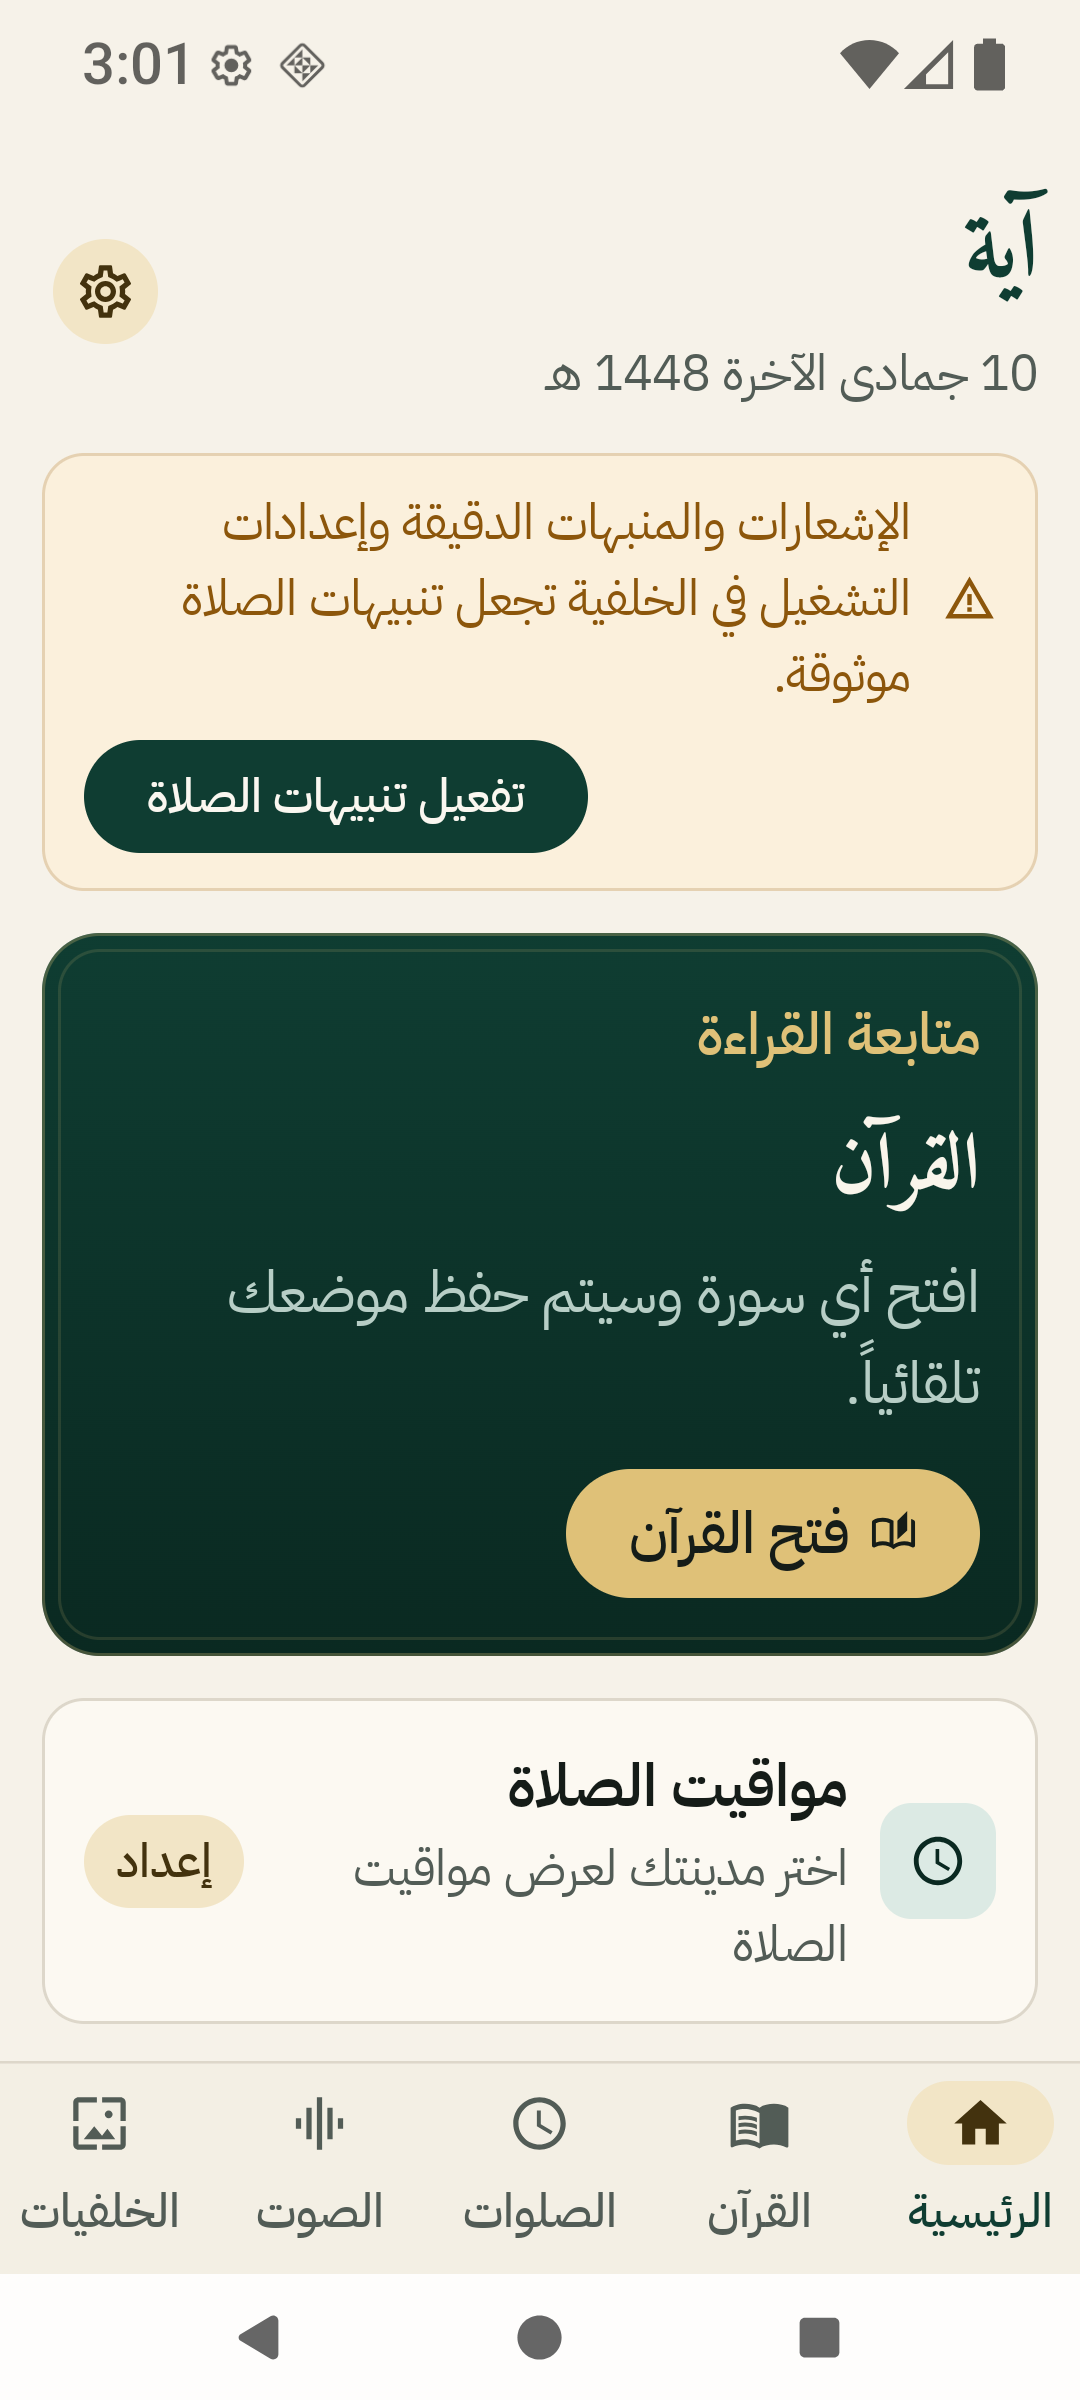 3:01
آية
10 جمادى الآخرة 1448 هـ
الإشعارات والمنبهات الدقيقة وإعدادات
التشغيل في الخلفية تجعل تنبيهات الصلاة
موثوقة.
تفعيل تنبيهات الصلاة
متابعة القراءة
القرآن
افتح أي سورة وسيتم حفظ موضعك
تلقائياً.
فتح القرآن
مواقيت الصلاة
اختر مدينتك لعرض مواقيت
الصلاة
إعداد
الرئيسية
القرآن
الصلوات
الصوت
الخلفيات